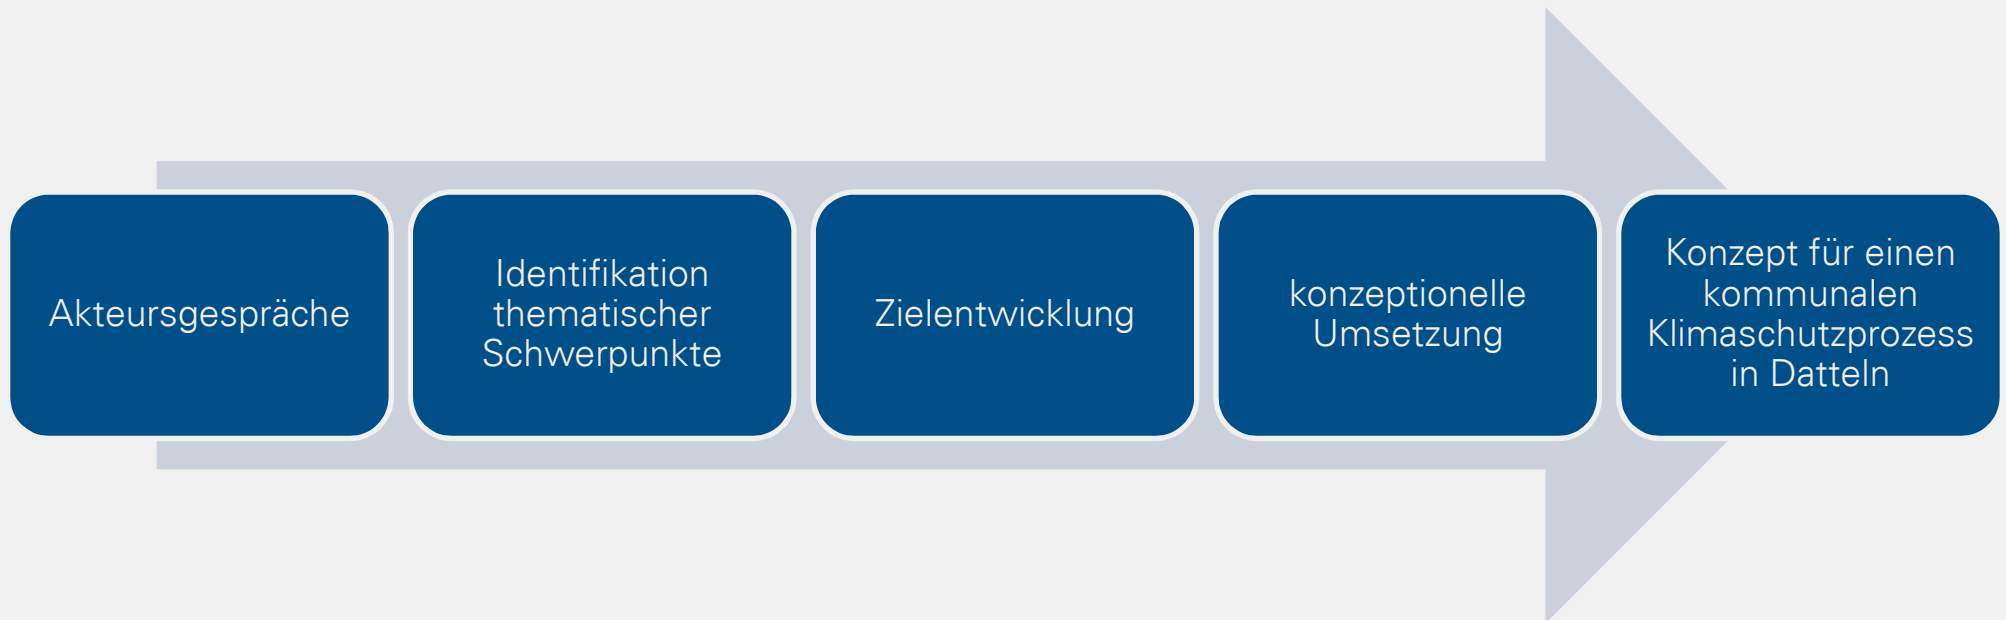 Akteursgespräche
Identifikation
thematischer
Schwerpunkte
Zielentwicklung
konzeptionelle
Umsetzung
Konzept für einen
kommunalen
Klimaschutzprozess
in Datteln